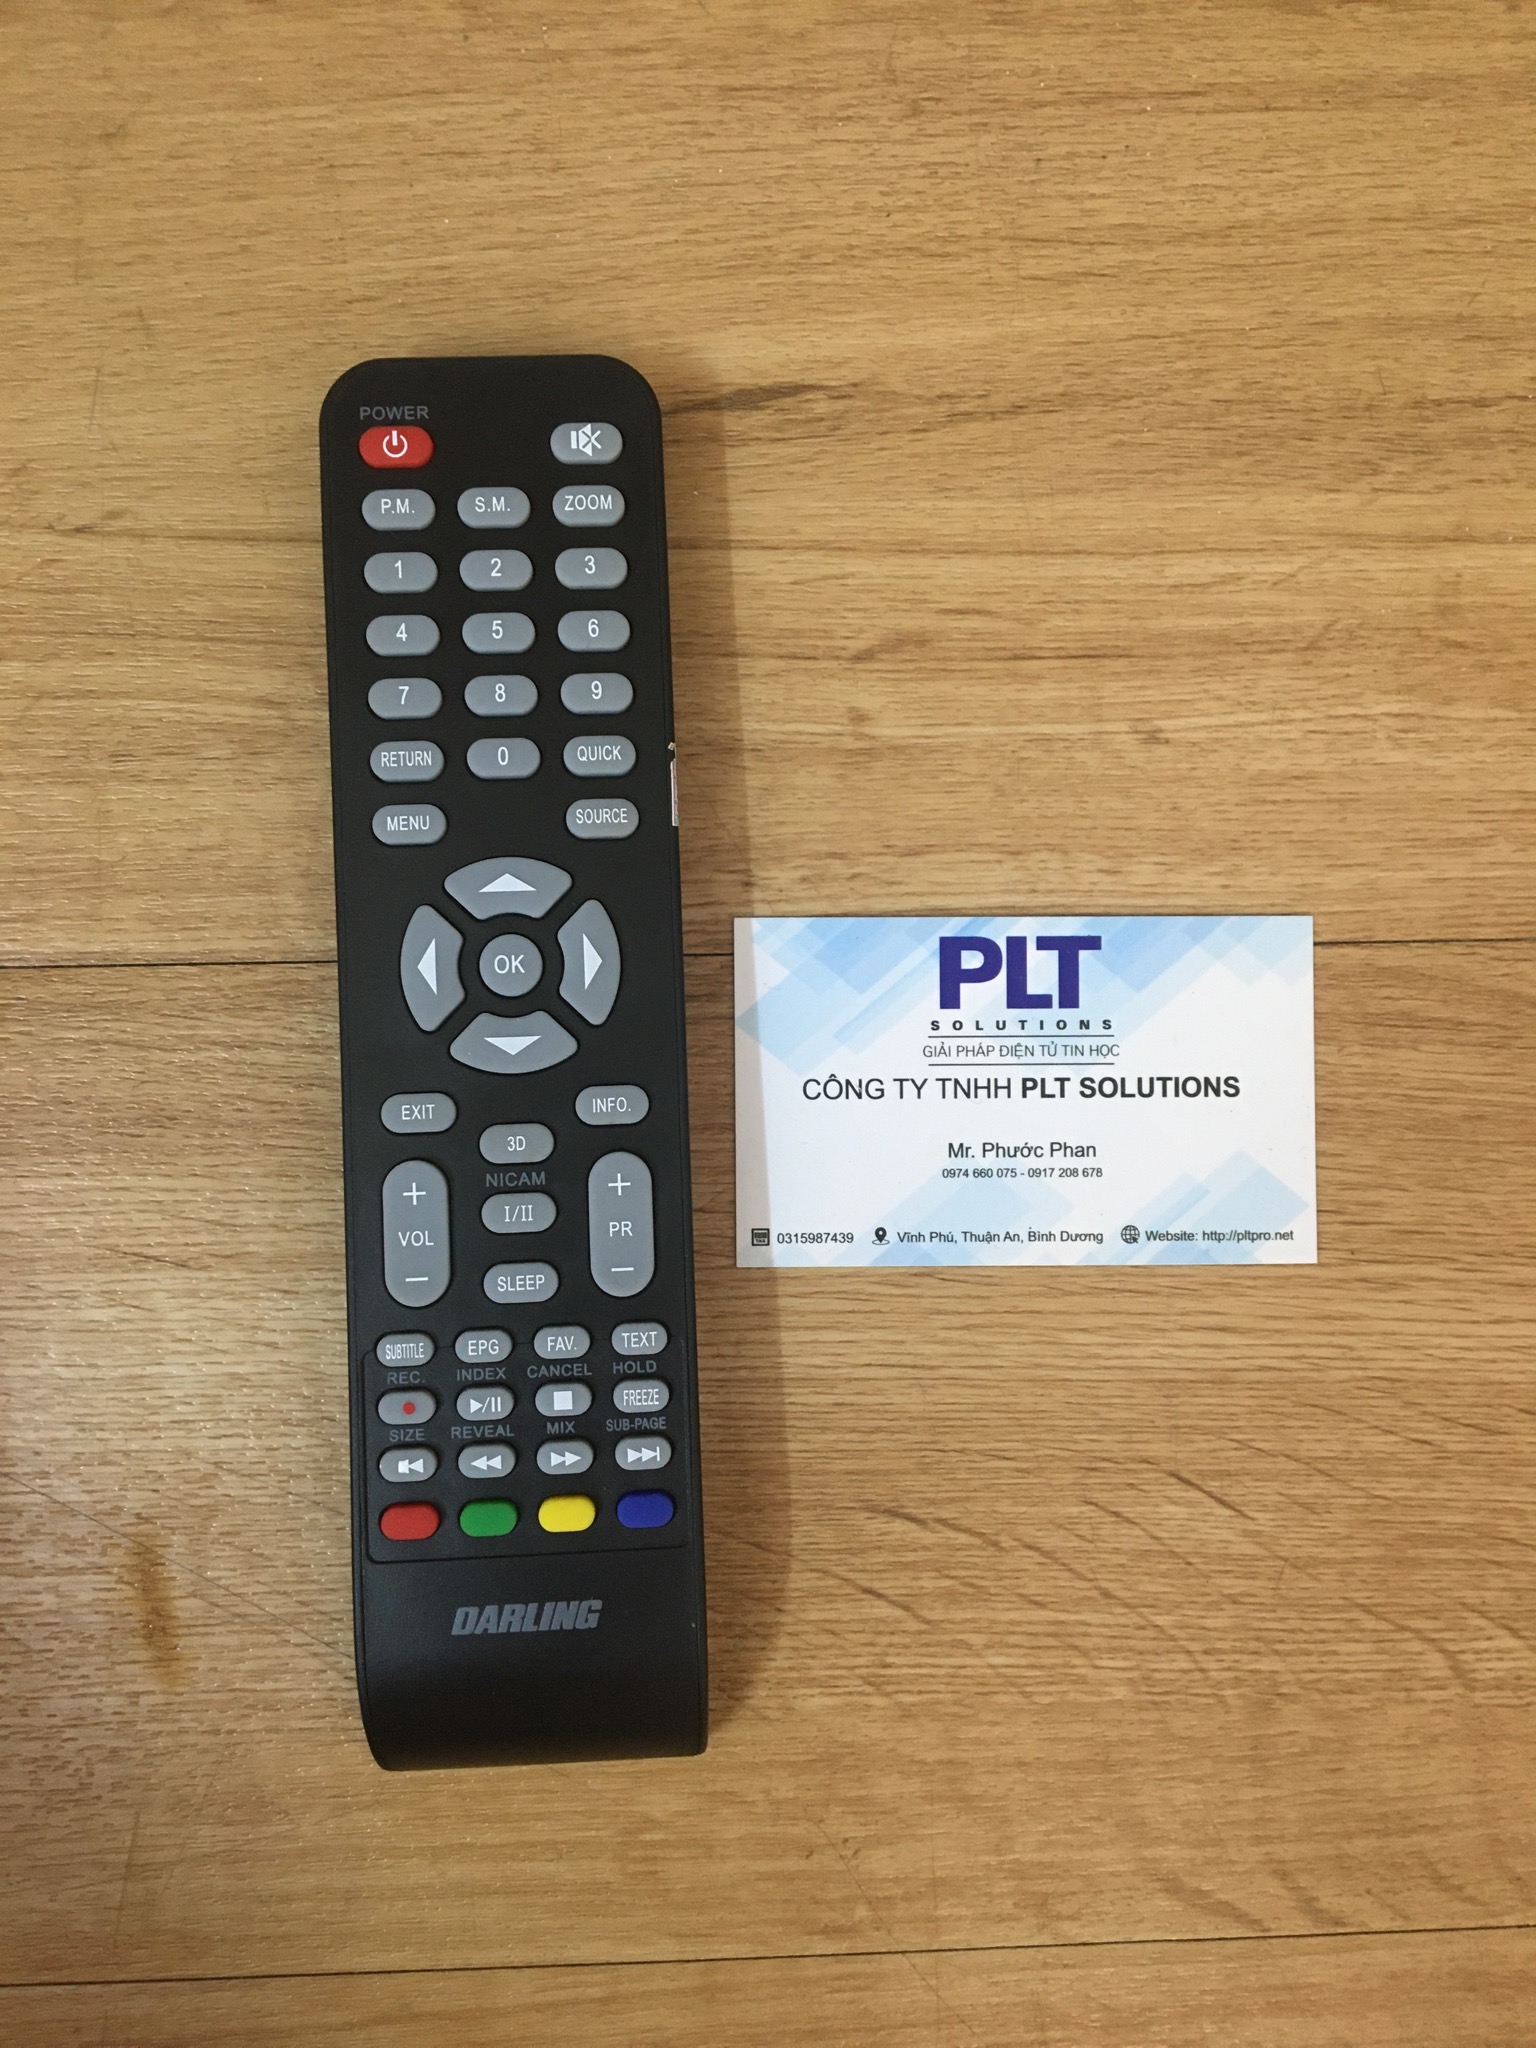 POWER
P.M. S.M. ZOOM
1 2 3
4 5 6
7 8 9
RETURN 0 QUICK
MENU SOURCE
OK
EXIT INFO.
3D
NICAM
+ +
I/II
VOL PR
- -
SLEEP
SUBTITLE EPG FAV. TEXT
REC. INDEX CANCEL HOLD
FREEZE
SIZE REVEAL MIX SUB-PAGE
DARLING
PLT
SOLUTIONS
GIẢI PHÁP ĐIỆN TỬ TIN HỌC
CÔNG TY TNHH PLT SOLUTIONS
Mr. Phước Phan
0974 660 075 - 0917 208 678
0315987439 Vĩnh Phú, Thuận An, Bình Dương Website: http://pltpro.net